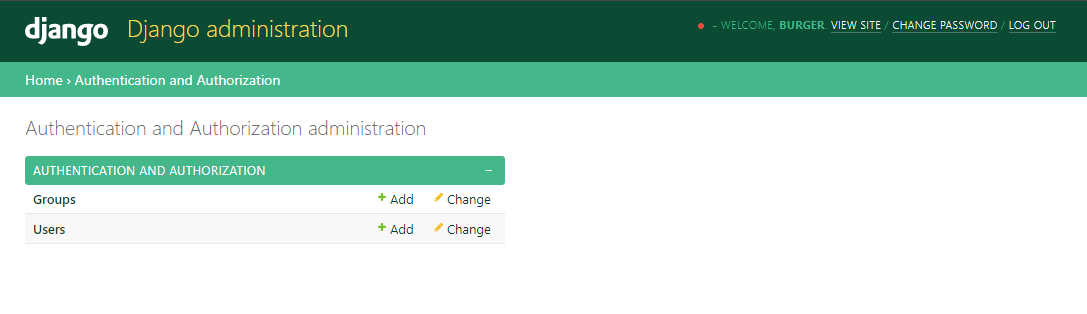 django Django administration - WELCOME, BURGER. VIEW SITE / CHANGE PASSWORD / LOG OUT
Home › Authentication and Authorization
Authentication and Authorization administration
AUTHENTICATION AND AUTHORIZATION −
Groups + Add Change
Users + Add Change